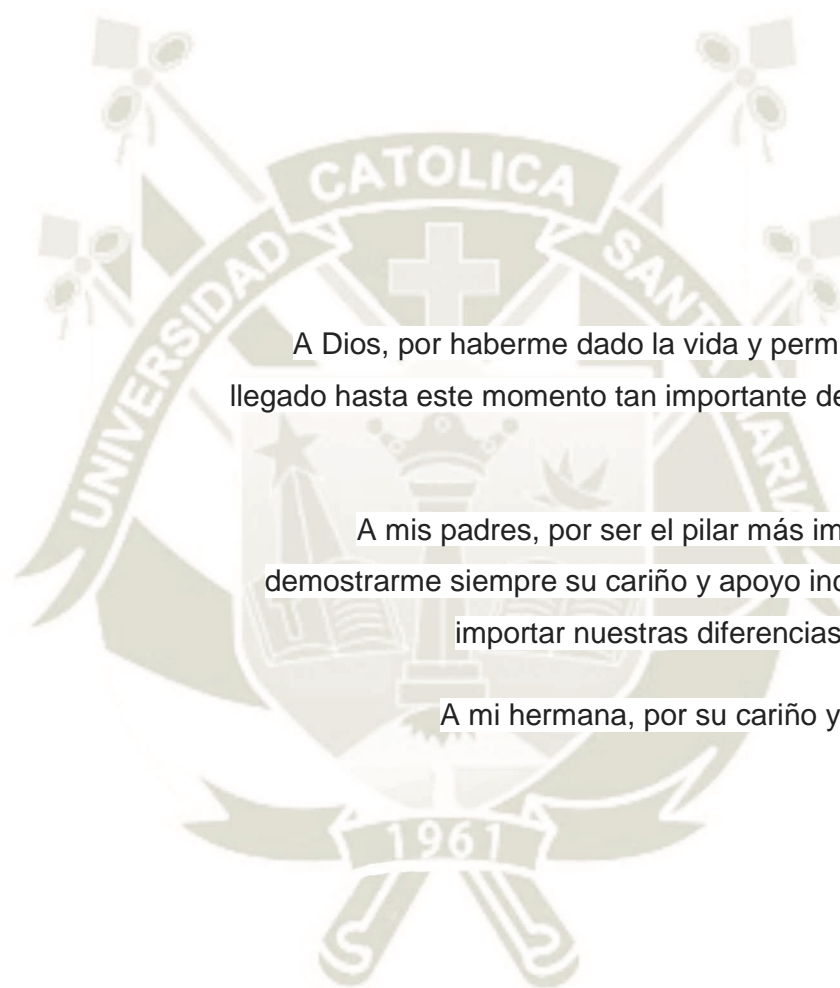 CATOLICA
UNIVERSIDAD
SANTA MARIA
A Dios, por haberme dado la vida y perm
llegado hasta este momento tan importante de
A mis padres, por ser el pilar más im
demostrarme siempre su cariño y apoyo inc
importar nuestras diferencias
A mi hermana, por su cariño y
1961